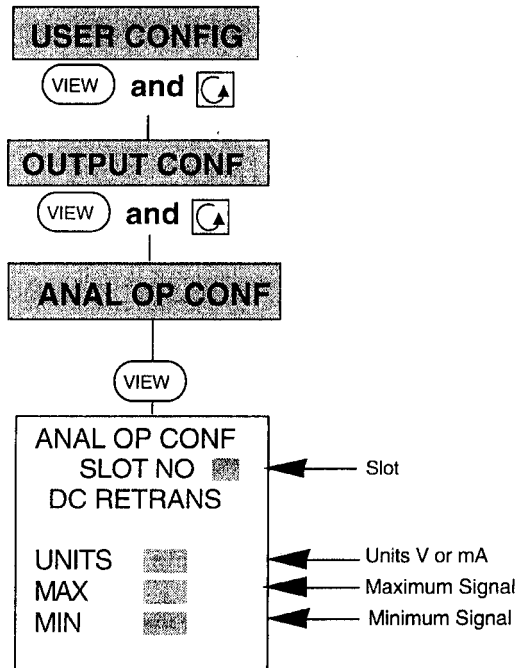 USER CONFIG
VIEW and
OUTPUT CONF
VIEW and
ANAL OP CONF
VIEW
ANAL OP CONF
SLOT NO Slot
DC RETRANS
UNITS Units V or mA
MAX Maximum Signal
MIN Minimum Signal